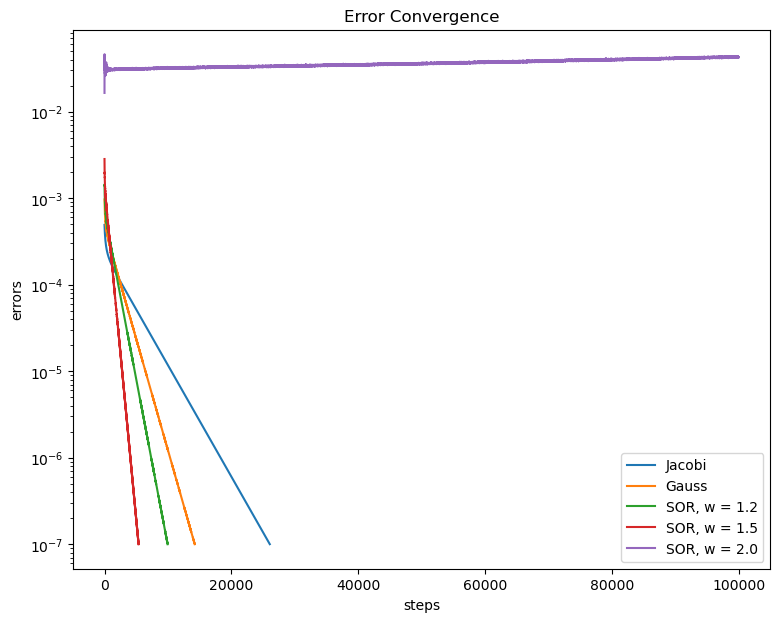 Error Convergence
errors
10⁻²
10⁻³
10⁻⁴
10⁻⁵
10⁻⁶
10⁻⁷
0
20000
40000
60000
80000
100000
steps
Jacobi
Gauss
SOR, w = 1.2
SOR, w = 1.5
SOR, w = 2.0